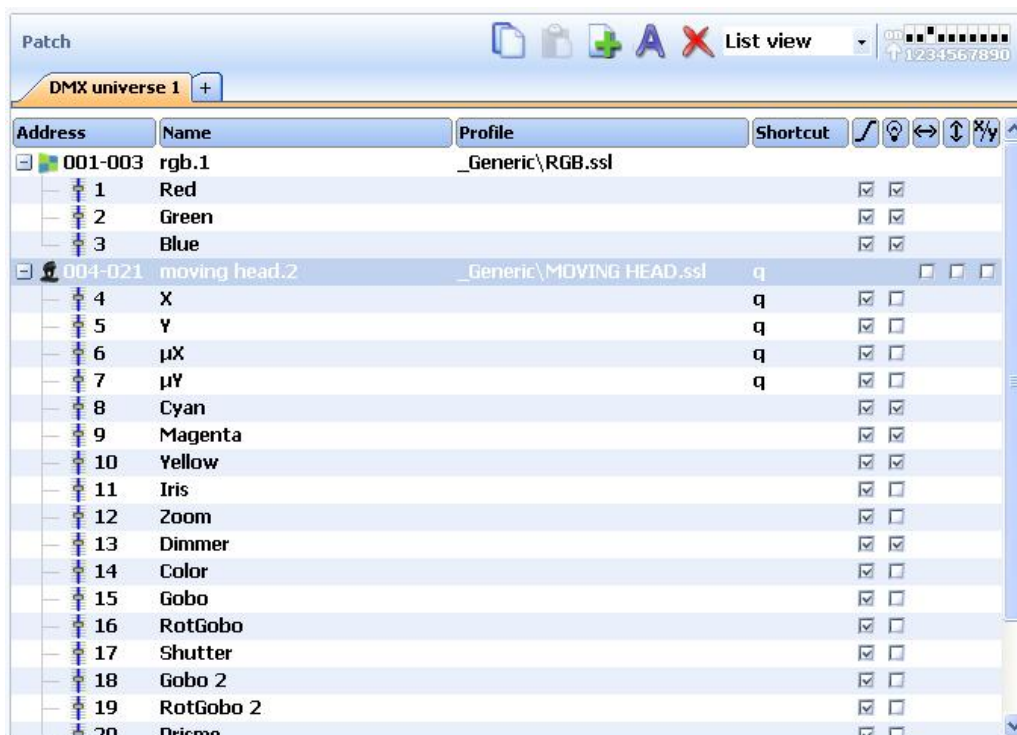 Patch List view ON 1234567890
DMX universe 1 +
Address Name Profile Shortcut X/y
001-003 rgb.1 _Generic\RGB.ssl
1 Red
2 Green
3 Blue
004-021 moving head.2 _Generic\MOVING HEAD.ssl q
4 X q
5 Y q
6 µX q
7 µY q
8 Cyan
9 Magenta
10 Yellow
11 Iris
12 Zoom
13 Dimmer
14 Color
15 Gobo
16 RotGobo
17 Shutter
18 Gobo 2
19 RotGobo 2
20 Prisme